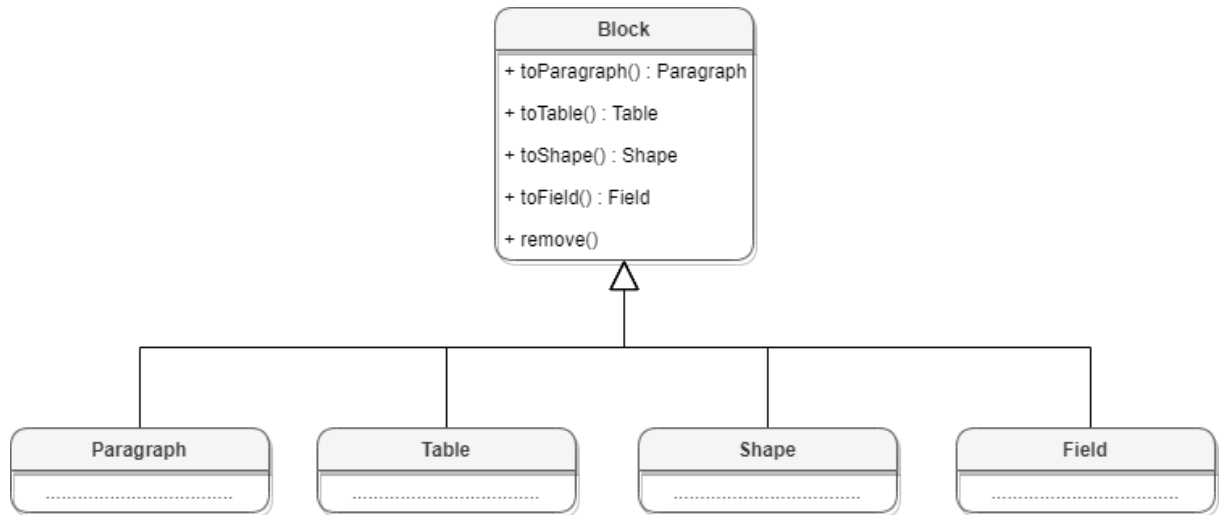 Block
+ toParagraph() : Paragraph
+ toTable() : Table
+ toShape() : Shape
+ toField() : Field
+ remove()
Paragraph
Table
Shape
Field
...................................
...................................
...................................
...................................